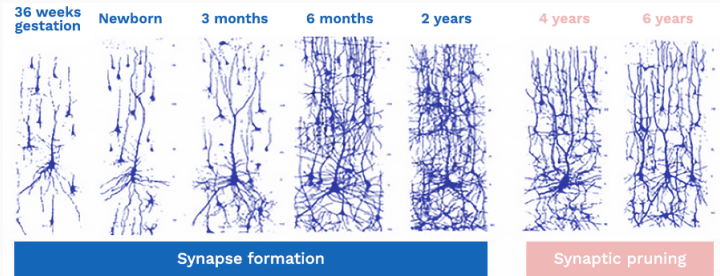 36 weeks
gestation
Newborn
3 months
6 months
2 years
4 years
6 years
Synapse formation
Synaptic pruning